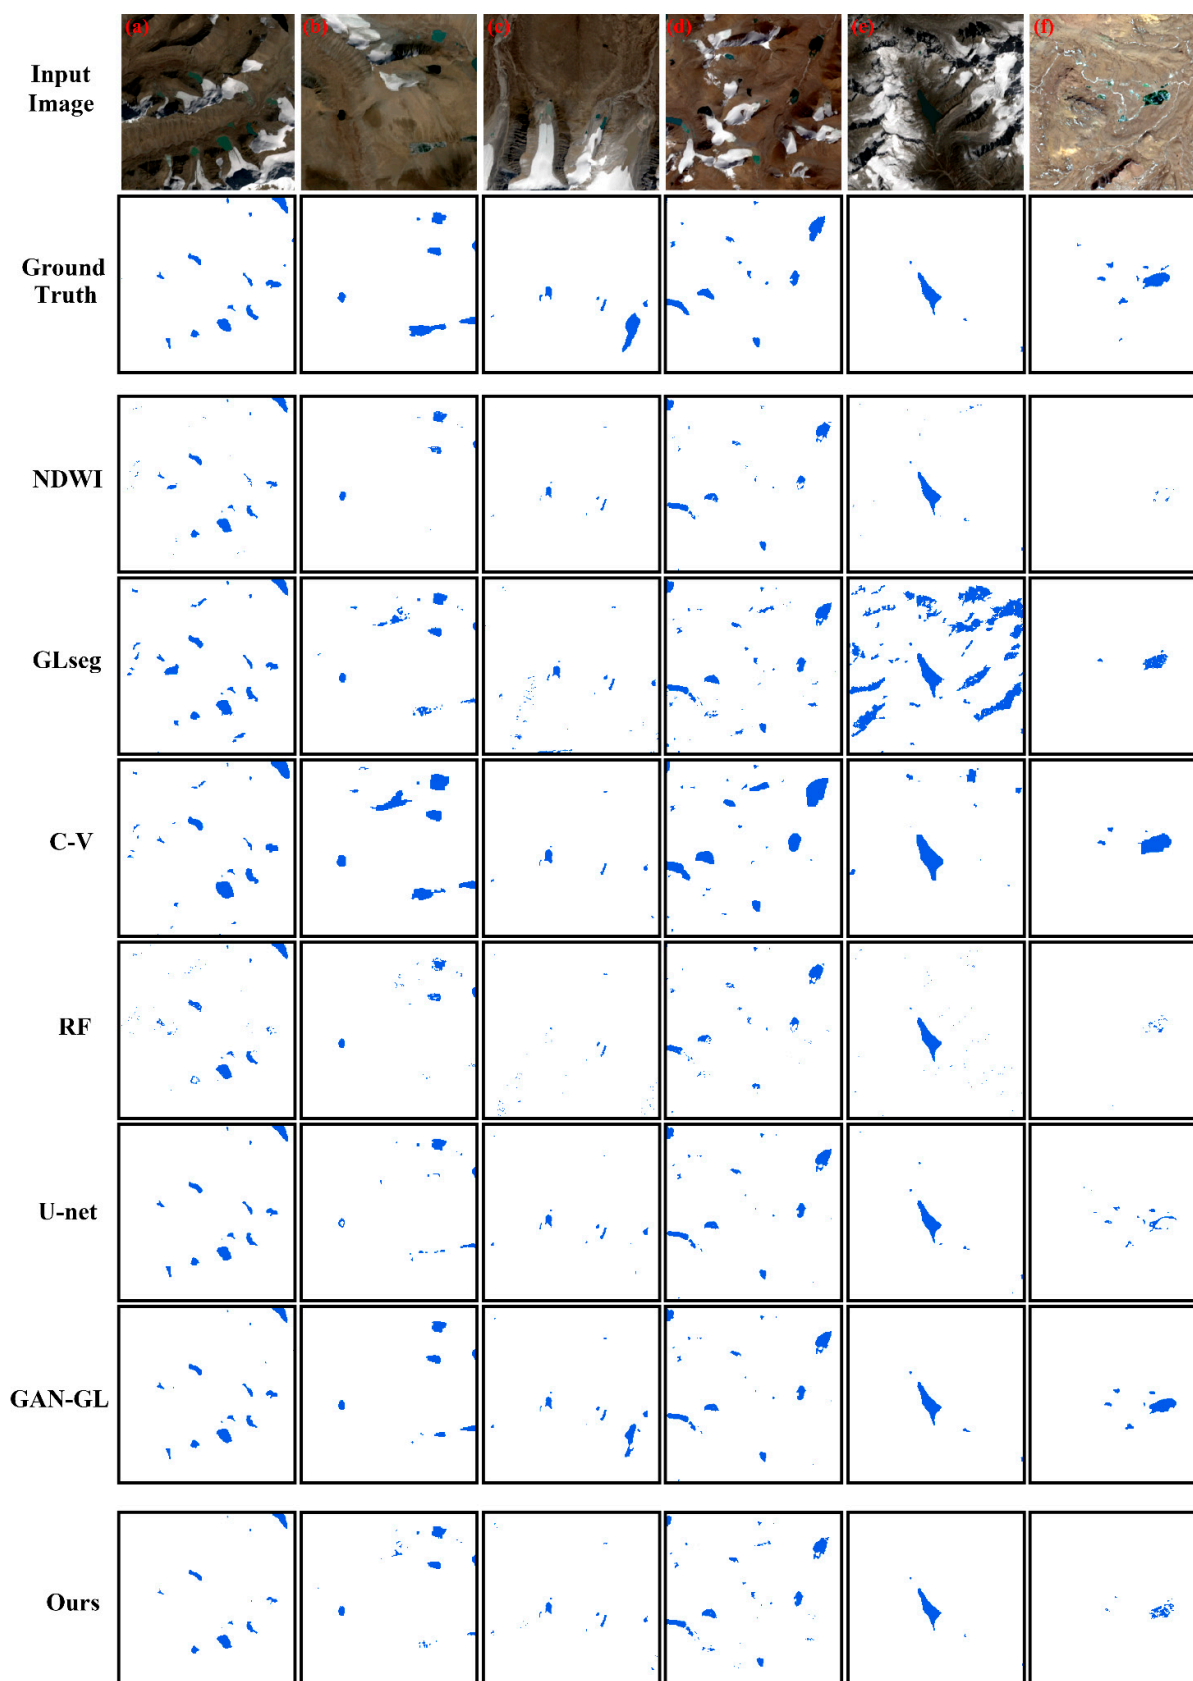 (a) (b) (c) (d) (e) (f)
Input
Image
Ground
Truth
NDWI
GLseg
C-V
RF
U-net
GAN-GL
Ours